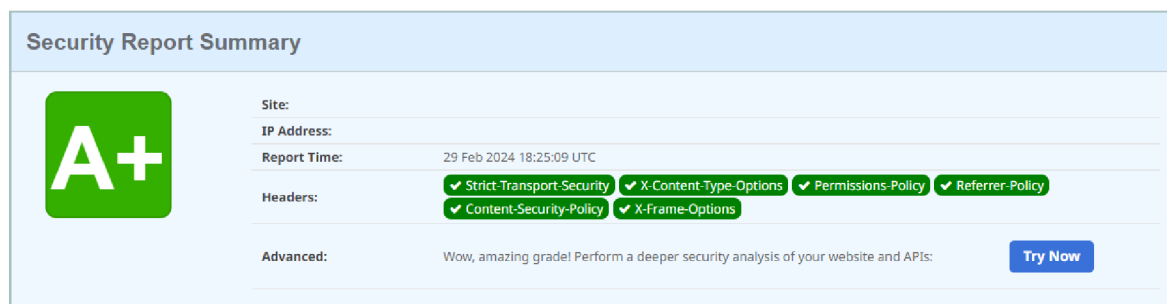 Security Report Summary
A+
Site:
IP Address:
Report Time: 29 Feb 2024 18:25:09 UTC
Headers: ✔ Strict-Transport-Security ✔ X-Content-Type-Options ✔ Permissions-Policy ✔ Referrer-Policy
✔ Content-Security-Policy ✔ X-Frame-Options
Advanced: Wow, amazing grade! Perform a deeper security analysis of your website and APIs: Try Now